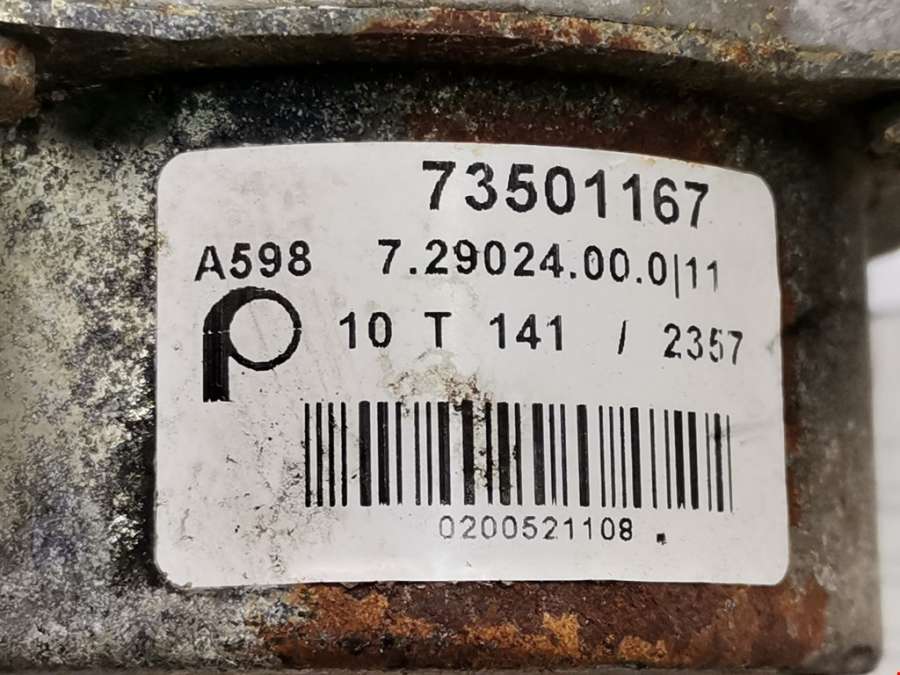 73501167
A598 7.29024.00.0|11
10 T 141 / 2357
0200521108